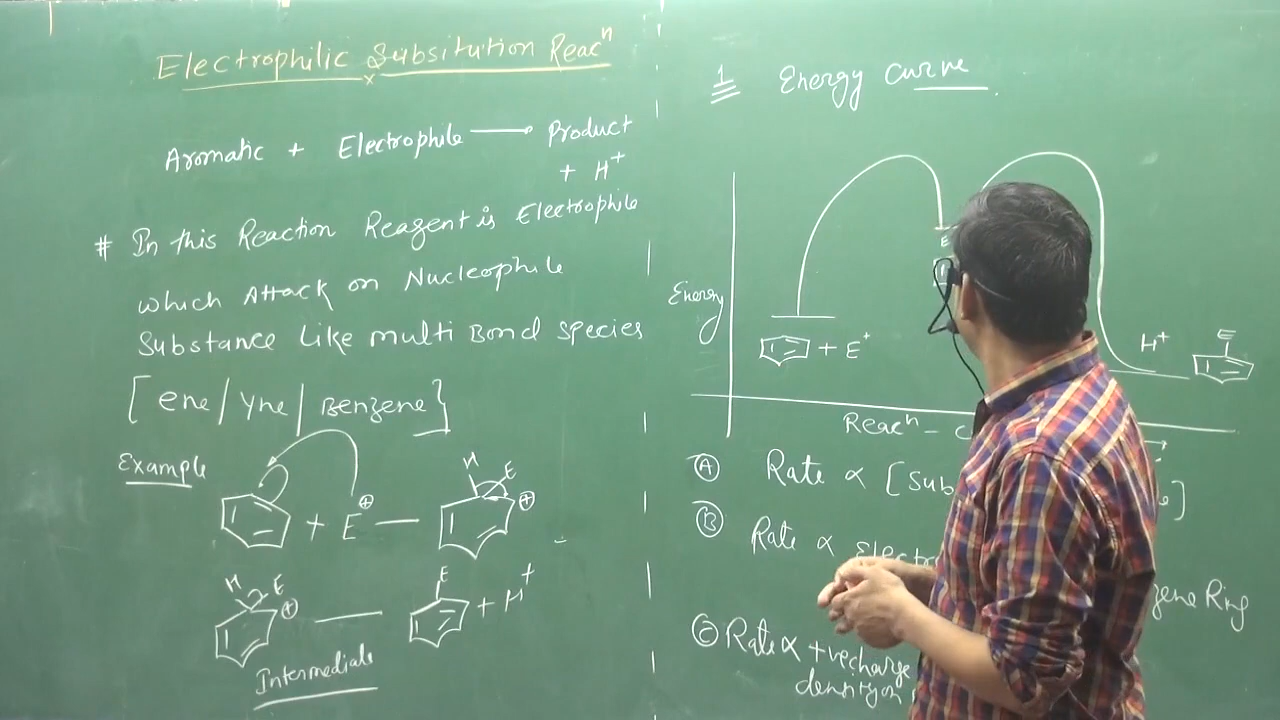 Electrophilic Subsitution Reacⁿ
Aromatic + Electrophile → Product
+ H⁺
# In this Reaction Reagent is Electrophile
which Attack on Nucleophile
Substance Like multi Bond species
[ene/yne/Benzene]
Example
+ E⊕
H E
⊕
H E
⊕
E
+ H⁺
Intermediate
1 Energy Curve
Energy
E
+ E⁺
H⁺
E
Reacⁿ -
Ⓐ Rate ∝ [Sub
]
Ⓑ Rate ∝ Electr
Ring
Ⓒ Rate ∝ +ve charge
density on